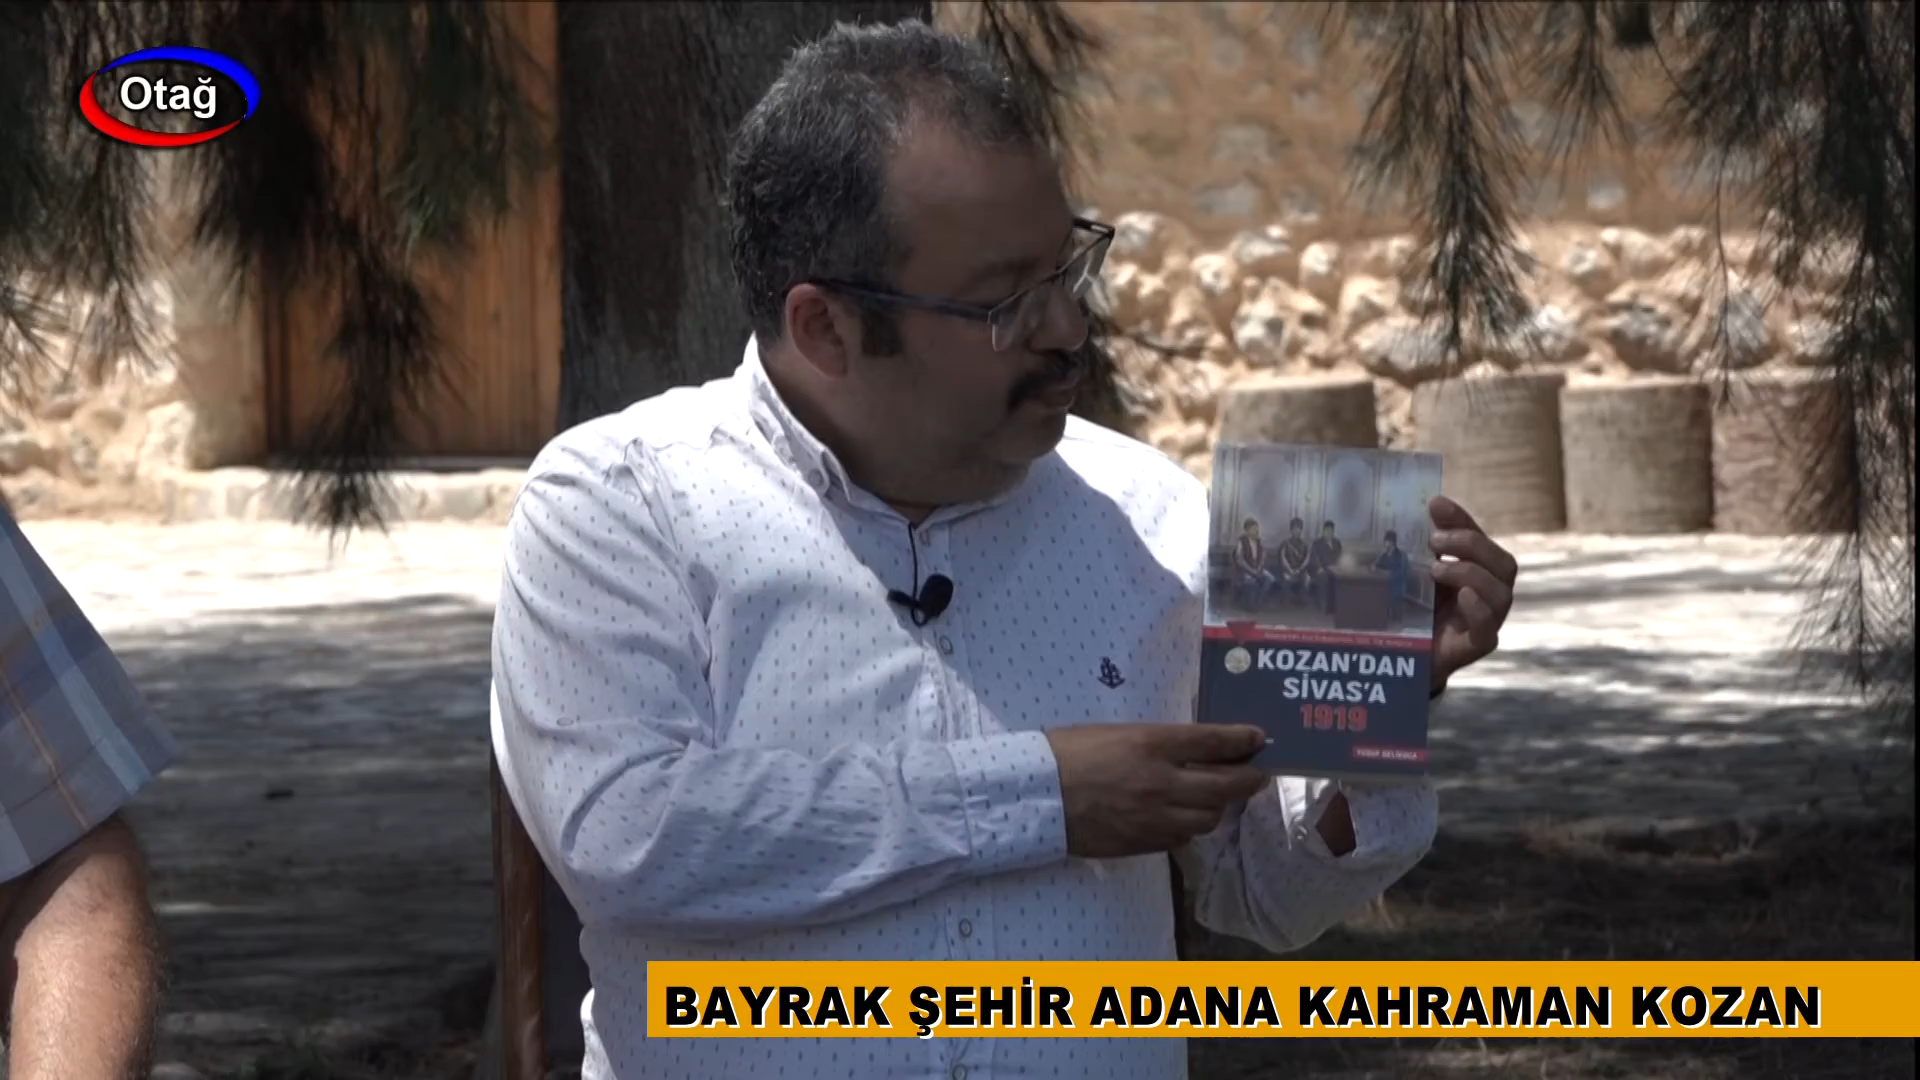 Otağ
KOZAN'DAN
SİVAS'A
1919
BAYRAK ŞEHİR ADANA KAHRAMAN KOZAN